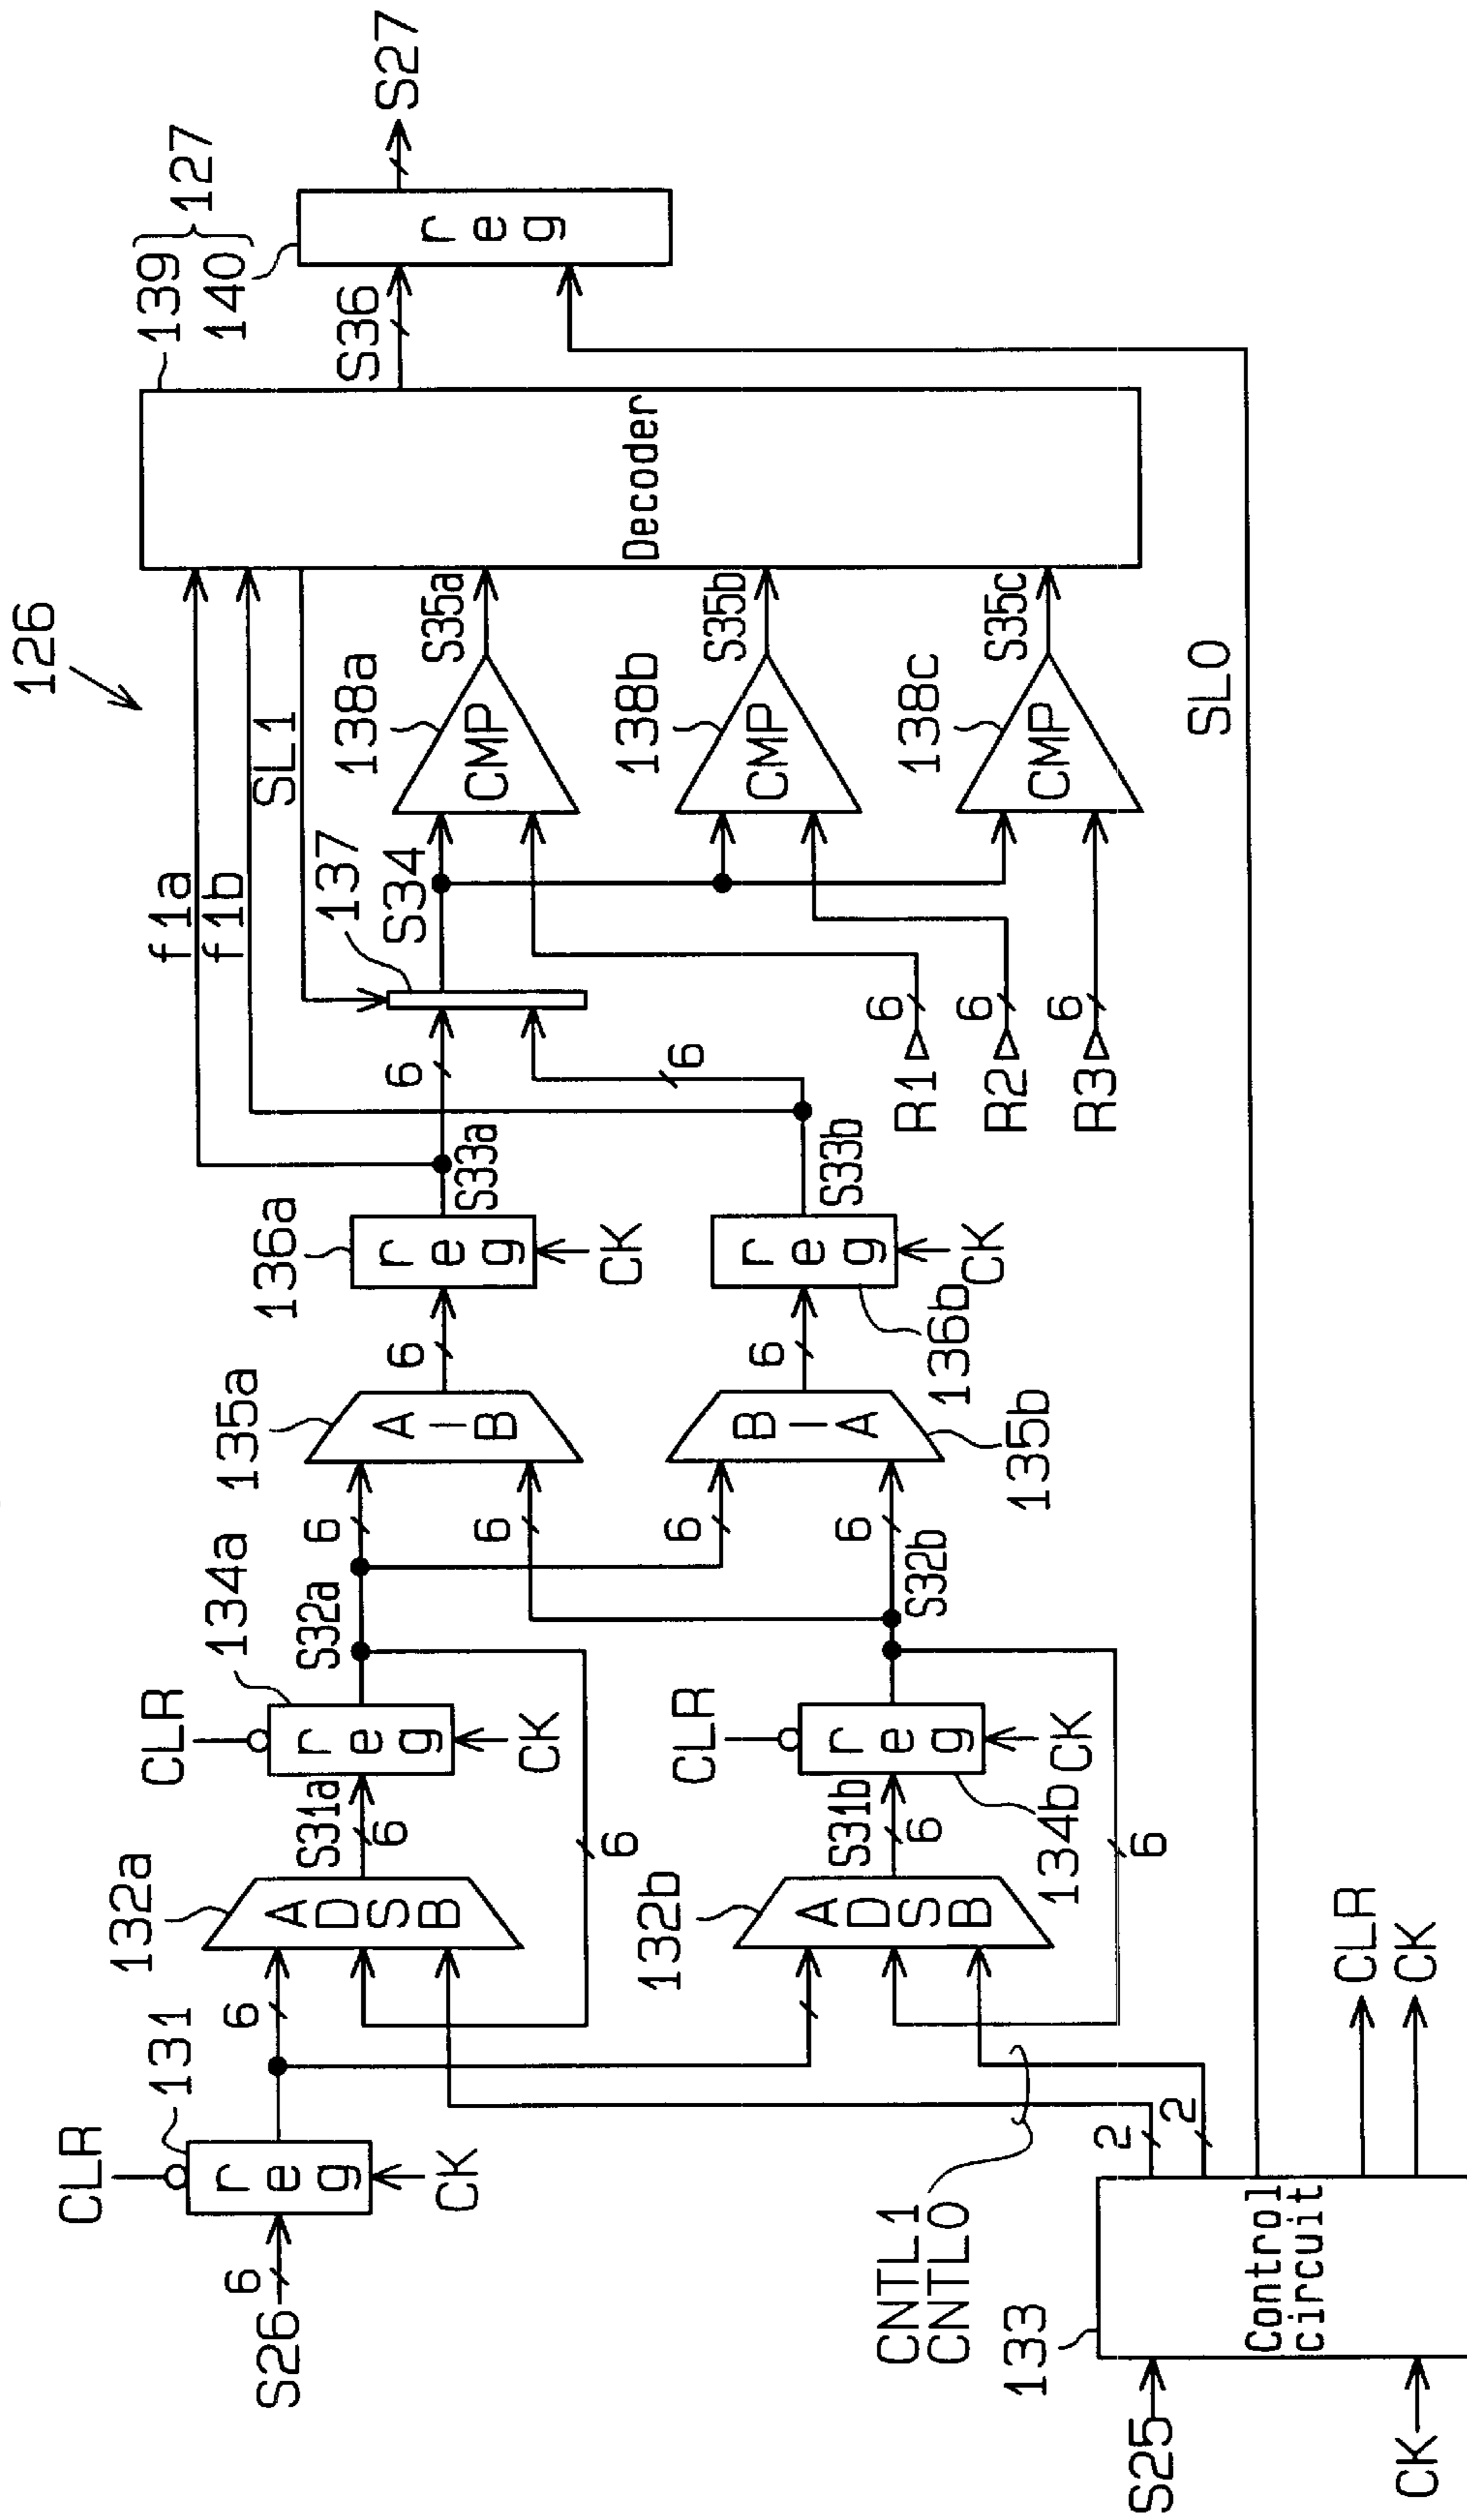 126
139
140
127
f1a
f1b
SL1
137
S34
138a
CMP
S35a
138b
CMP
S35b
138c
CMP
S35c
Decoder
S36
reg
S27
SL0
CLR
131
reg
CK
S26
6
6
132a
ADSB
S31a
6
6
CLR
134a
reg
CK
S32a
6
6
135a
A-B
6
136a
reg
CK
S33a
6
6
132b
ADSB
S31b
6
6
CLR
134b
reg
CK
S32b
6
6
135b
B-A
6
136b
reg
CK
S33b
R1
6
R2
6
R3
6
CNTL1
CNTL0
133
2
2
Control
circuit
S25
CK
CLR
CK